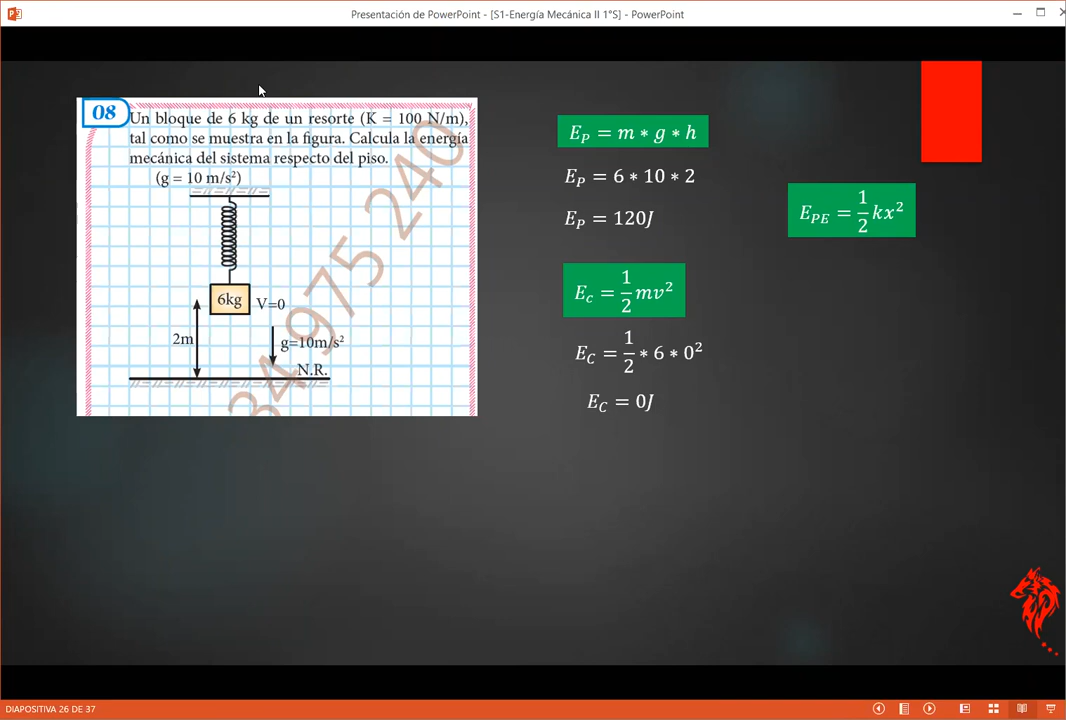 Presentación de PowerPoint - [S1-Energía Mecánica II 1°S] - PowerPoint
08
Un bloque de 6 kg de un resorte (K = 100 N/m),
tal como se muestra en la figura. Calcula la energía
mecánica del sistema respecto del piso.
(g = 10 m/s²)
6kg
V=0
2m
g=10m/s²
N.R.
34 975 240
E_P = m * g * h
E_P = 6 * 10 * 2
E_P = 120J
E_c = 1/2 mv²
E_C = 1/2 * 6 * 0²
E_C = 0J
E_PE = 1/2 kx²
DIAPOSITIVA 26 DE 37